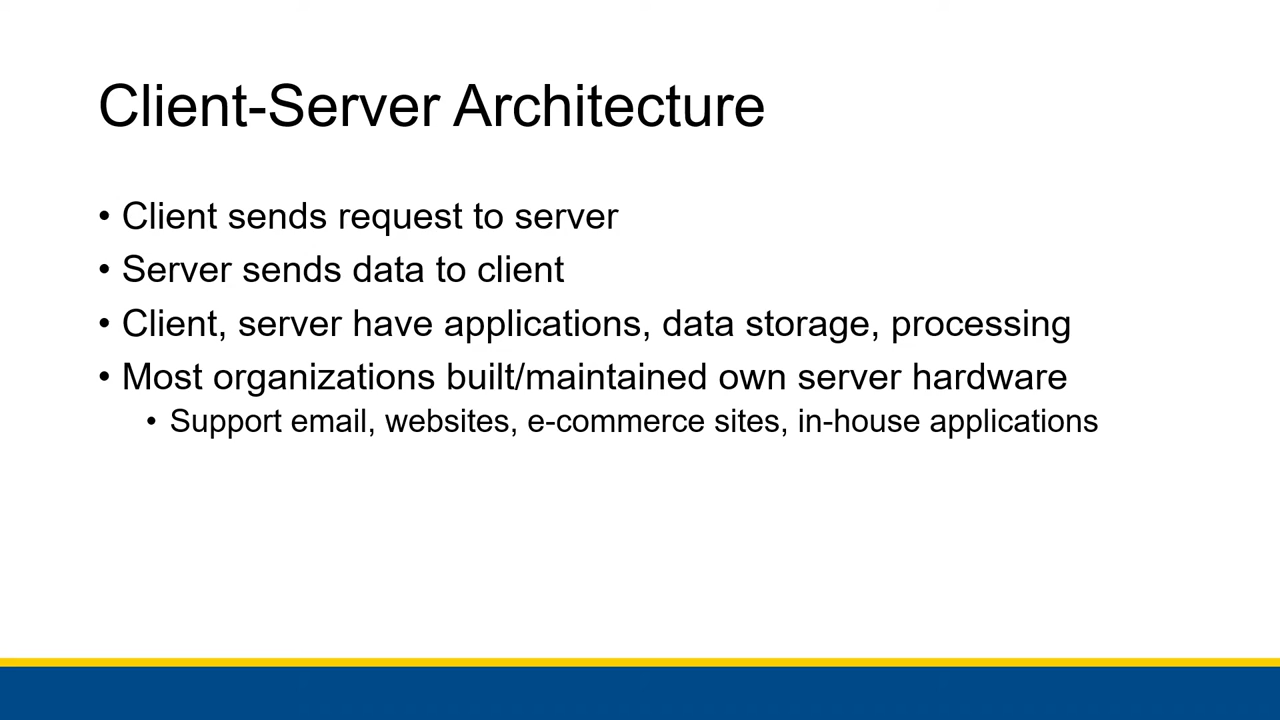 Client-Server Architecture
• Client sends request to server
• Server sends data to client
• Client, server have applications, data storage, processing
• Most organizations built/maintained own server hardware
• Support email, websites, e-commerce sites, in-house applications